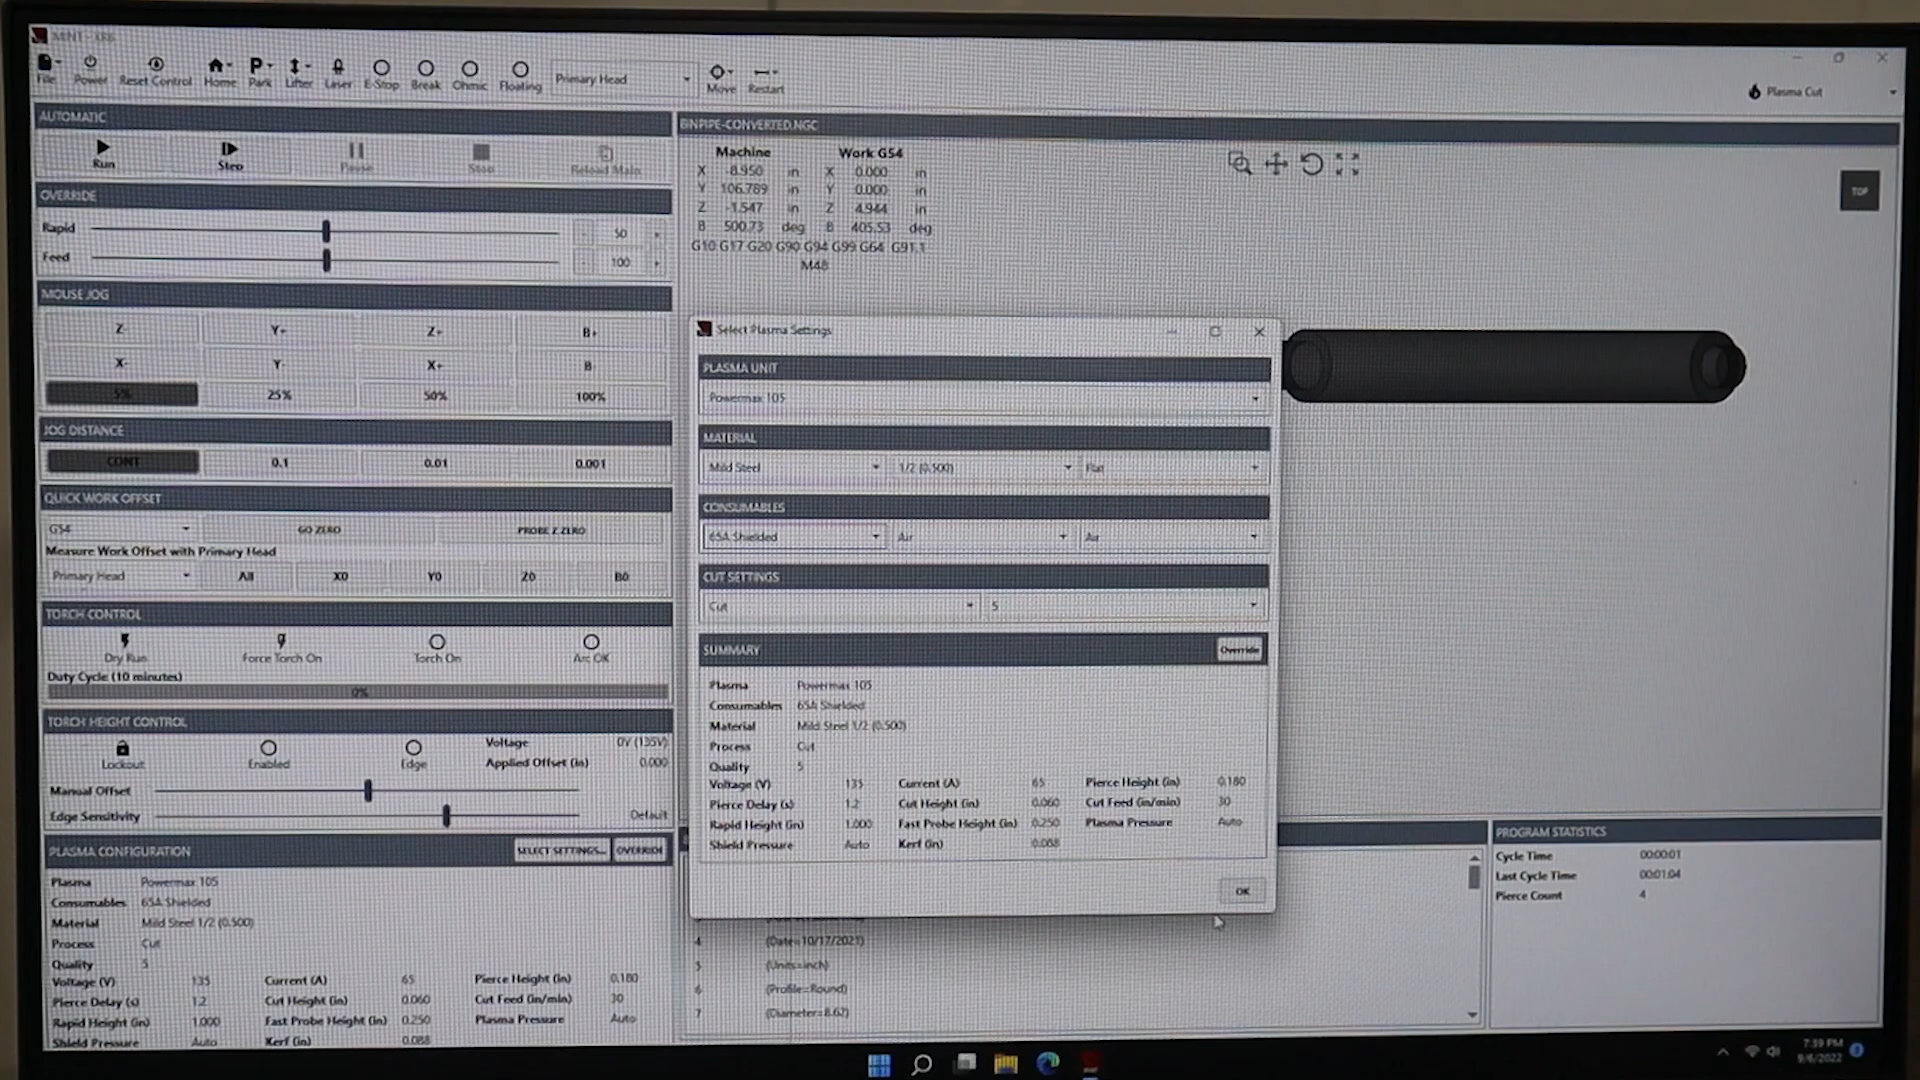 MINT - XR6
File Power Reset Control Home Park Lifter Laser E-Stop Break Ohmic Floating Primary Head Move Restart
Plasma Cut
AUTOMATIC
Run Step Pause Stop Reload Main
OVERRIDE
Rapid - 50 +
Feed - 100 +
MOUSE JOG
Z- Y+ Z+ B+
X- Y- X+ B-
5% 25% 50% 100%
JOG DISTANCE
CONT 0.1 0.01 0.001
QUICK WORK OFFSET
G54 GO ZERO PROBE Z ZERO
Measure Work Offset with Primary Head
Primary Head All X0 Y0 Z0 B0
TORCH CONTROL
Dry Run Force Torch On Torch On Arc OK
Duty Cycle (10 minutes)
0%
TORCH HEIGHT CONTROL
Lockout Enabled Edge
Voltage 0V (135V)
Applied Offset (in) 0.000
Manual Offset
Edge Sensitivity Default
PLASMA CONFIGURATION SELECT SETTINGS... OVERRIDE
Plasma Powermax 105
Consumables 65A Shielded
Material Mild Steel 1/2 (0.500)
Process Cut
Quality 5
Voltage (V) 135 Current (A) 65 Pierce Height (in) 0.180
Pierce Delay (s) 1.2 Cut Height (in) 0.060 Cut Feed (in/min) 30
Rapid Height (in) 1.000 Fast Probe Height (in) 0.250 Plasma Pressure Auto
Shield Pressure Auto Kerf (in) 0.088
BINPIPE-CONVERTED.NGC
Machine Work G54
X -8.950 in X 0.000 in
Y 106.789 in Y 0.000 in
Z -1.547 in Z 4.944 in
B 500.73 deg B 405.53 deg
G10 G17 G20 G90 G94 G99 G64 G91.1
M48
TOP
Select Plasma Settings
PLASMA UNIT
Powermax 105
MATERIAL
Mild Steel 1/2 (0.500) Flat
CONSUMABLES
65A Shielded Air Air
CUT SETTINGS
Cut 5
SUMMARY Override
Plasma Powermax 105
Consumables 65A Shielded
Material Mild Steel 1/2 (0.500)
Process Cut
Quality 5
Voltage (V) 135 Current (A) 65 Pierce Height (in) 0.180
Pierce Delay (s) 1.2 Cut Height (in) 0.060 Cut Feed (in/min) 30
Rapid Height (in) 1.000 Fast Probe Height (in) 0.250 Plasma Pressure Auto
Shield Pressure Auto Kerf (in) 0.088
OK
4 (Date=10/17/2021)
5 (Units=inch)
6 (Profile=Round)
7 (Diameter=8.62)
PROGRAM STATISTICS
Cycle Time 00:00:01
Last Cycle Time 00:01:04
Pierce Count 4
7:39 PM
9/6/2022